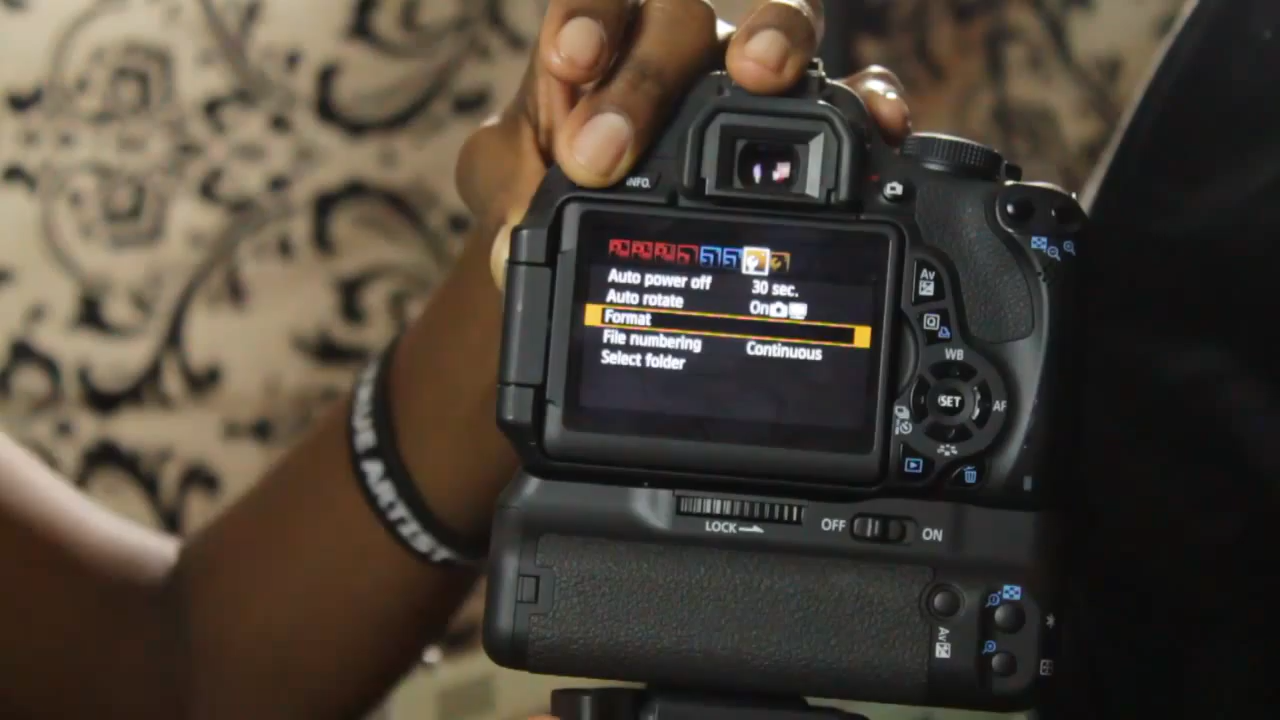 INFO.
Auto power off 30 sec.
Auto rotate On
Format
File numbering Continuous
Select folder
Av
Q
WB
SET
AF
LOCK
OFF ON
Av
ARTIST